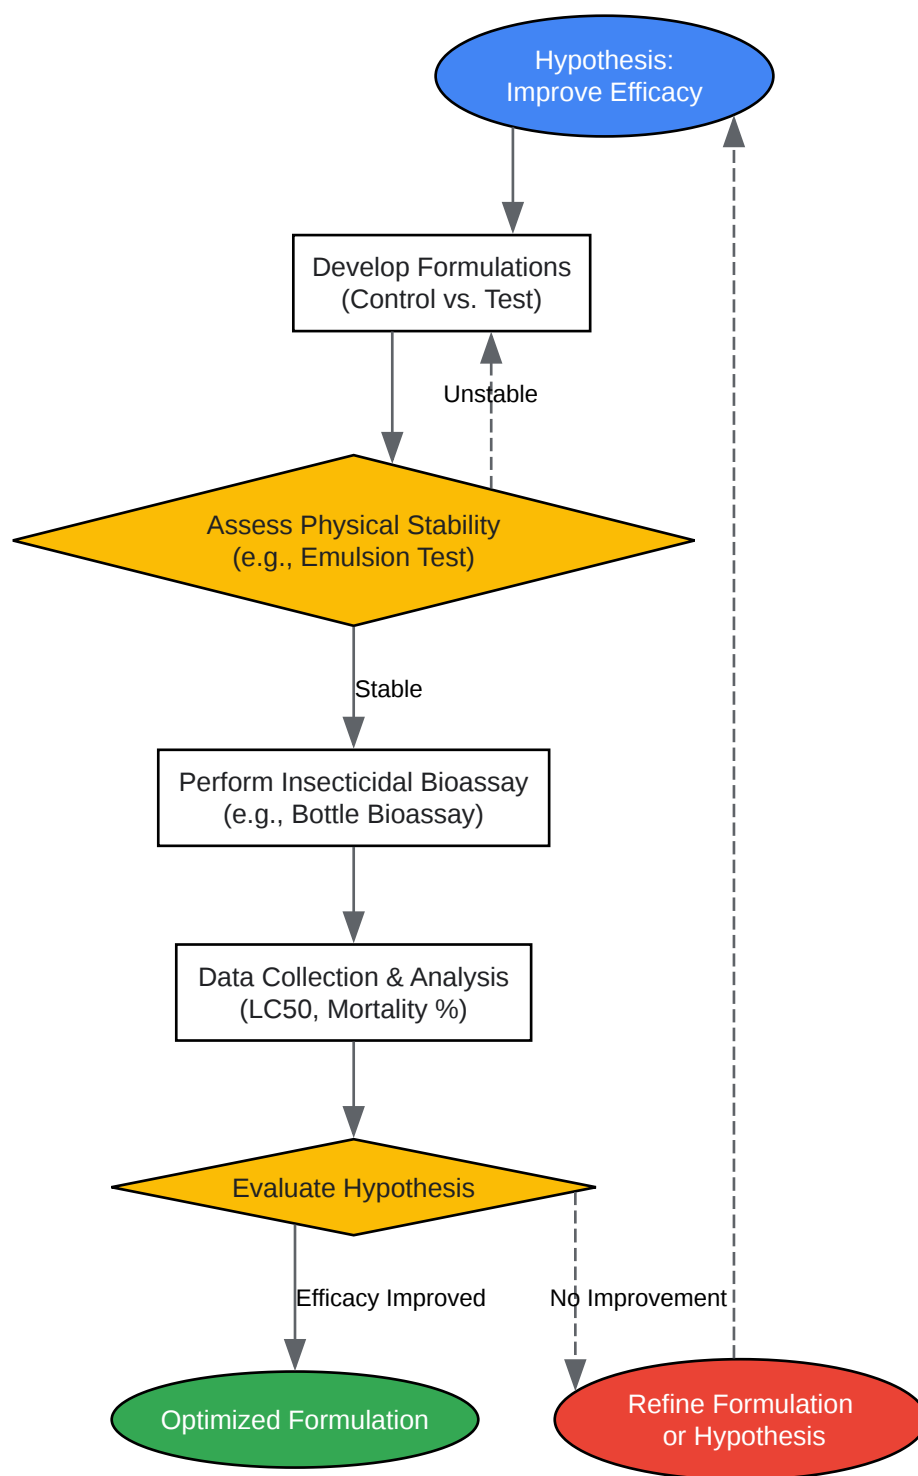 Hypothesis:
Improve Efficacy
Develop Formulations
(Control vs. Test)
Unstable
Assess Physical Stability
(e.g., Emulsion Test)
Stable
Perform Insecticidal Bioassay
(e.g., Bottle Bioassay)
Data Collection & Analysis
(LC50, Mortality %)
Evaluate Hypothesis
Efficacy Improved
No Improvement
Optimized Formulation
Refine Formulation
or Hypothesis